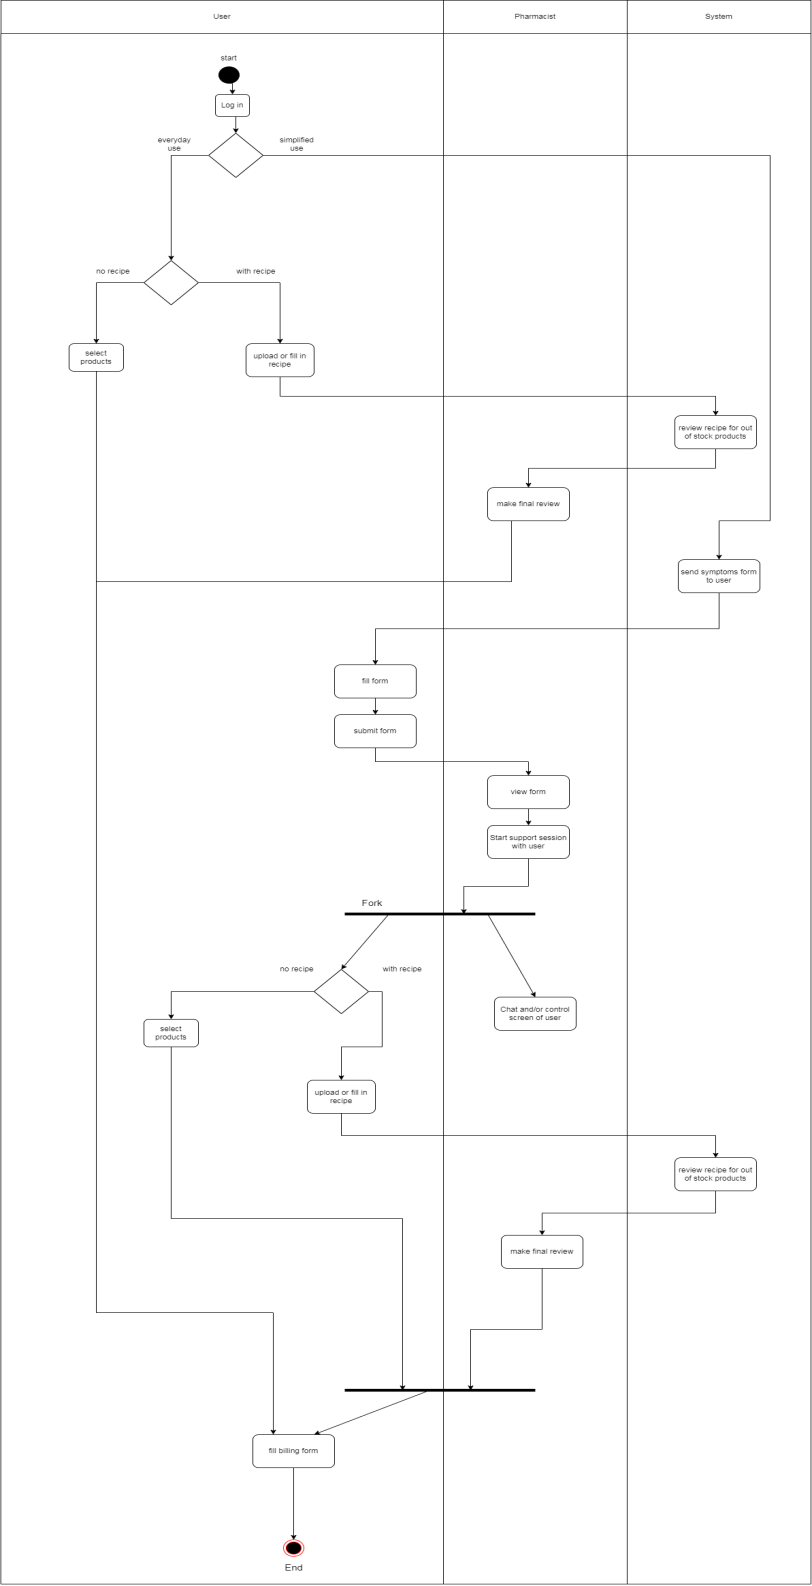 User
Pharmacist
System
start
Log in
everyday
use
simplified
use
no recipe
with recipe
select
products
upload or fill in
recipe
review recipe for out
of stock products
make final review
send symptoms form
to user
fill form
submit form
view form
Start support session
with user
Fork
no recipe
with recipe
Chat and/or control
screen of user
select
products
upload or fill in
recipe
review recipe for out
of stock products
make final review
fill billing form
End